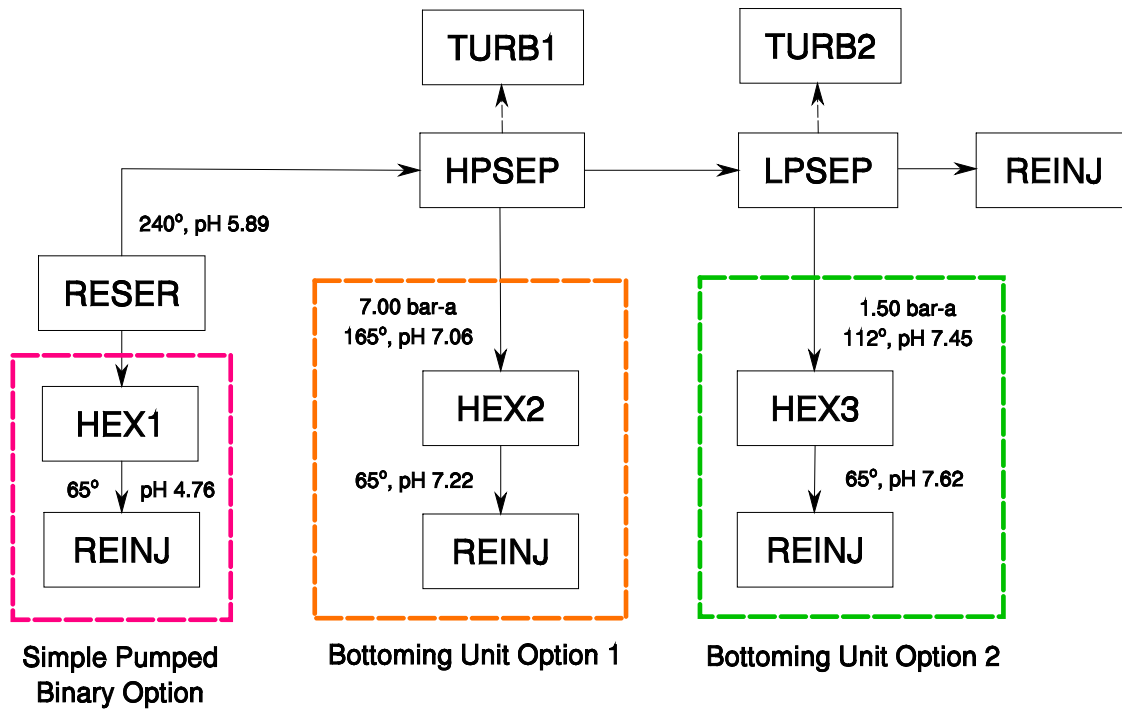 TURB1
TURB2
HPSEP
LPSEP
REINJ
240°, pH 5.89
RESER
7.00 bar-a
165°, pH 7.06
1.50 bar-a
112°, pH 7.45
HEX1
HEX2
HEX3
65° pH 4.76
65°, pH 7.22
65°, pH 7.62
REINJ
REINJ
REINJ
Simple Pumped
Binary Option
Bottoming Unit Option 1
Bottoming Unit Option 2